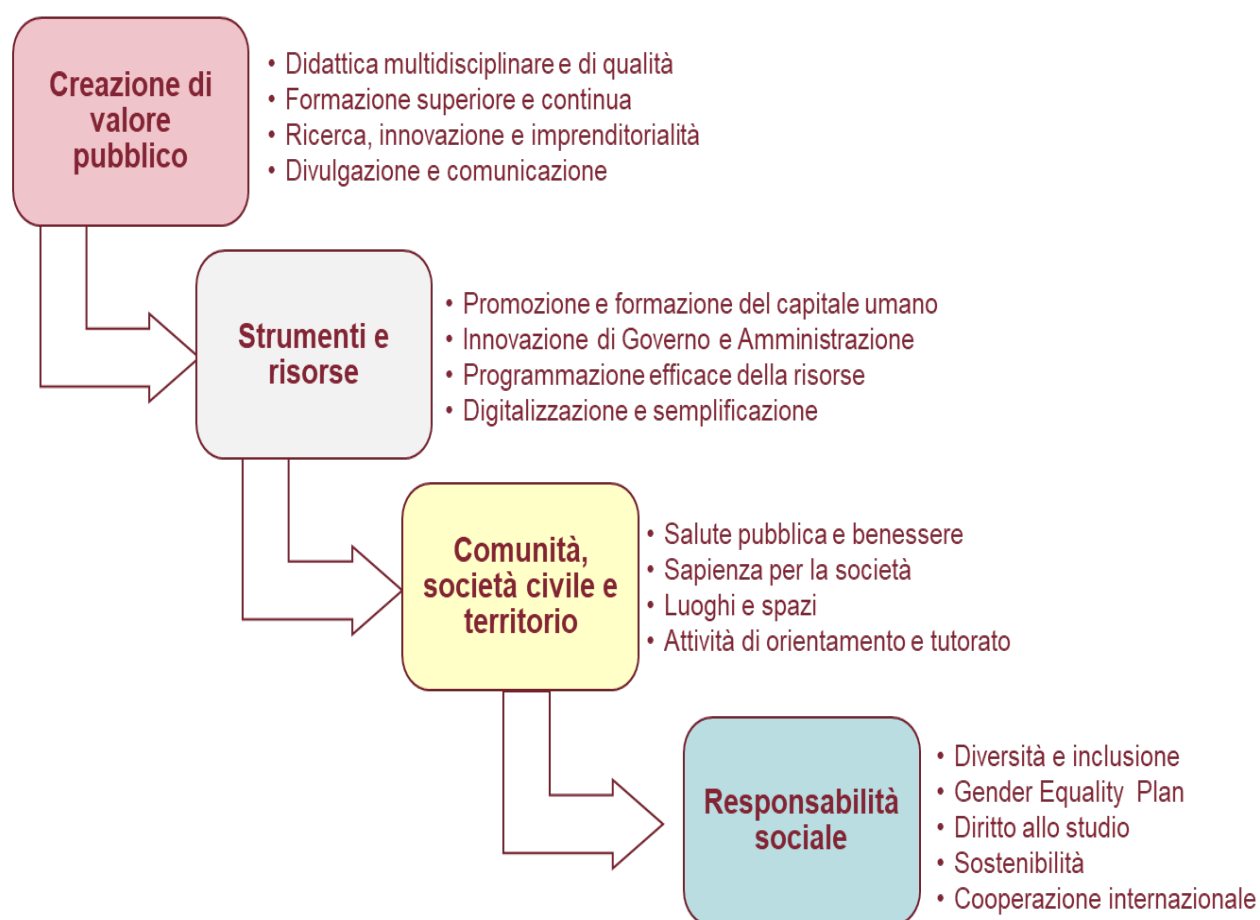 Creazione di
valore
pubblico
• Didattica multidisciplinare e di qualità
• Formazione superiore e continua
• Ricerca, innovazione e imprenditorialità
• Divulgazione e comunicazione
Strumenti e
risorse
• Promozione e formazione del capitale umano
• Innovazione di Governo e Amministrazione
• Programmazione efficace della risorse
• Digitalizzazione e semplificazione
Comunità,
società civile e
territorio
• Salute pubblica e benessere
• Sapienza per la società
• Luoghi e spazi
• Attività di orientamento e tutorato
Responsabilità
sociale
• Diversità e inclusione
• Gender Equality Plan
• Diritto allo studio
• Sostenibilità
• Cooperazione internazionale